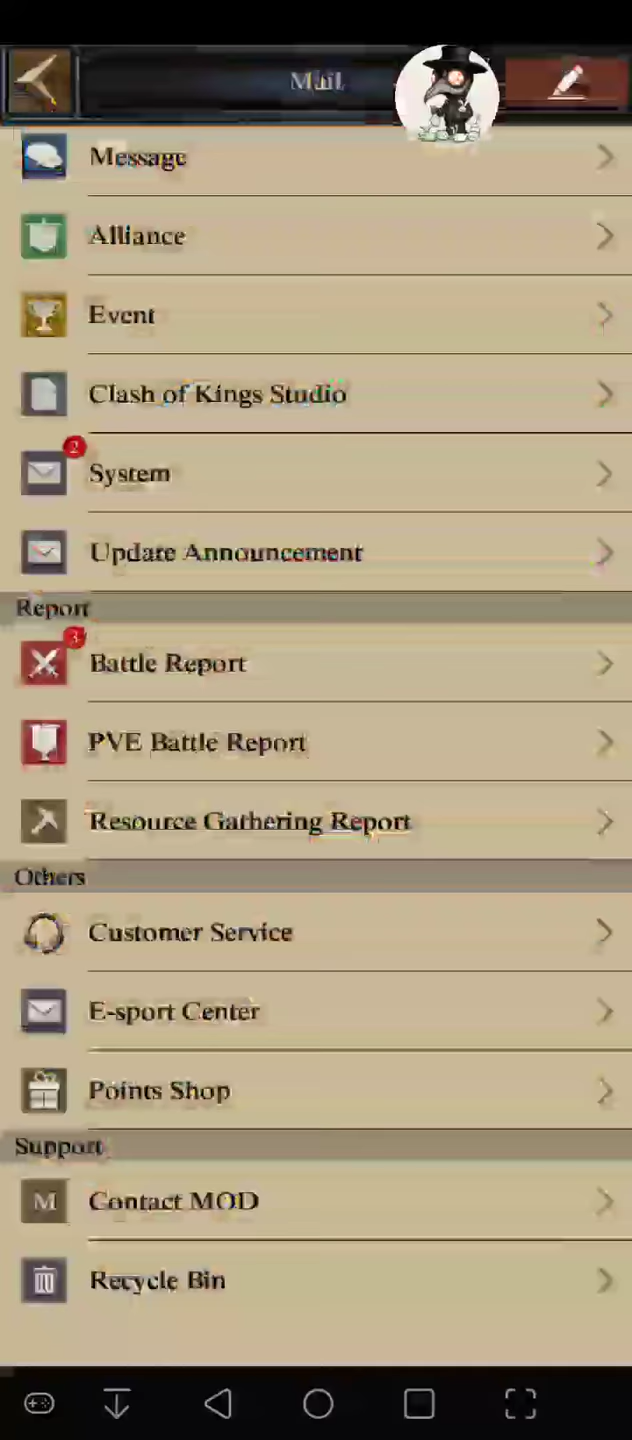 Mail
Message
Alliance
Event
Clash of Kings Studio
2
System
Update Announcement
Report
3
Battle Report
PVE Battle Report
Resource Gathering Report
Others
Customer Service
E-sport Center
Points Shop
Support
M
Contact MOD
Recycle Bin